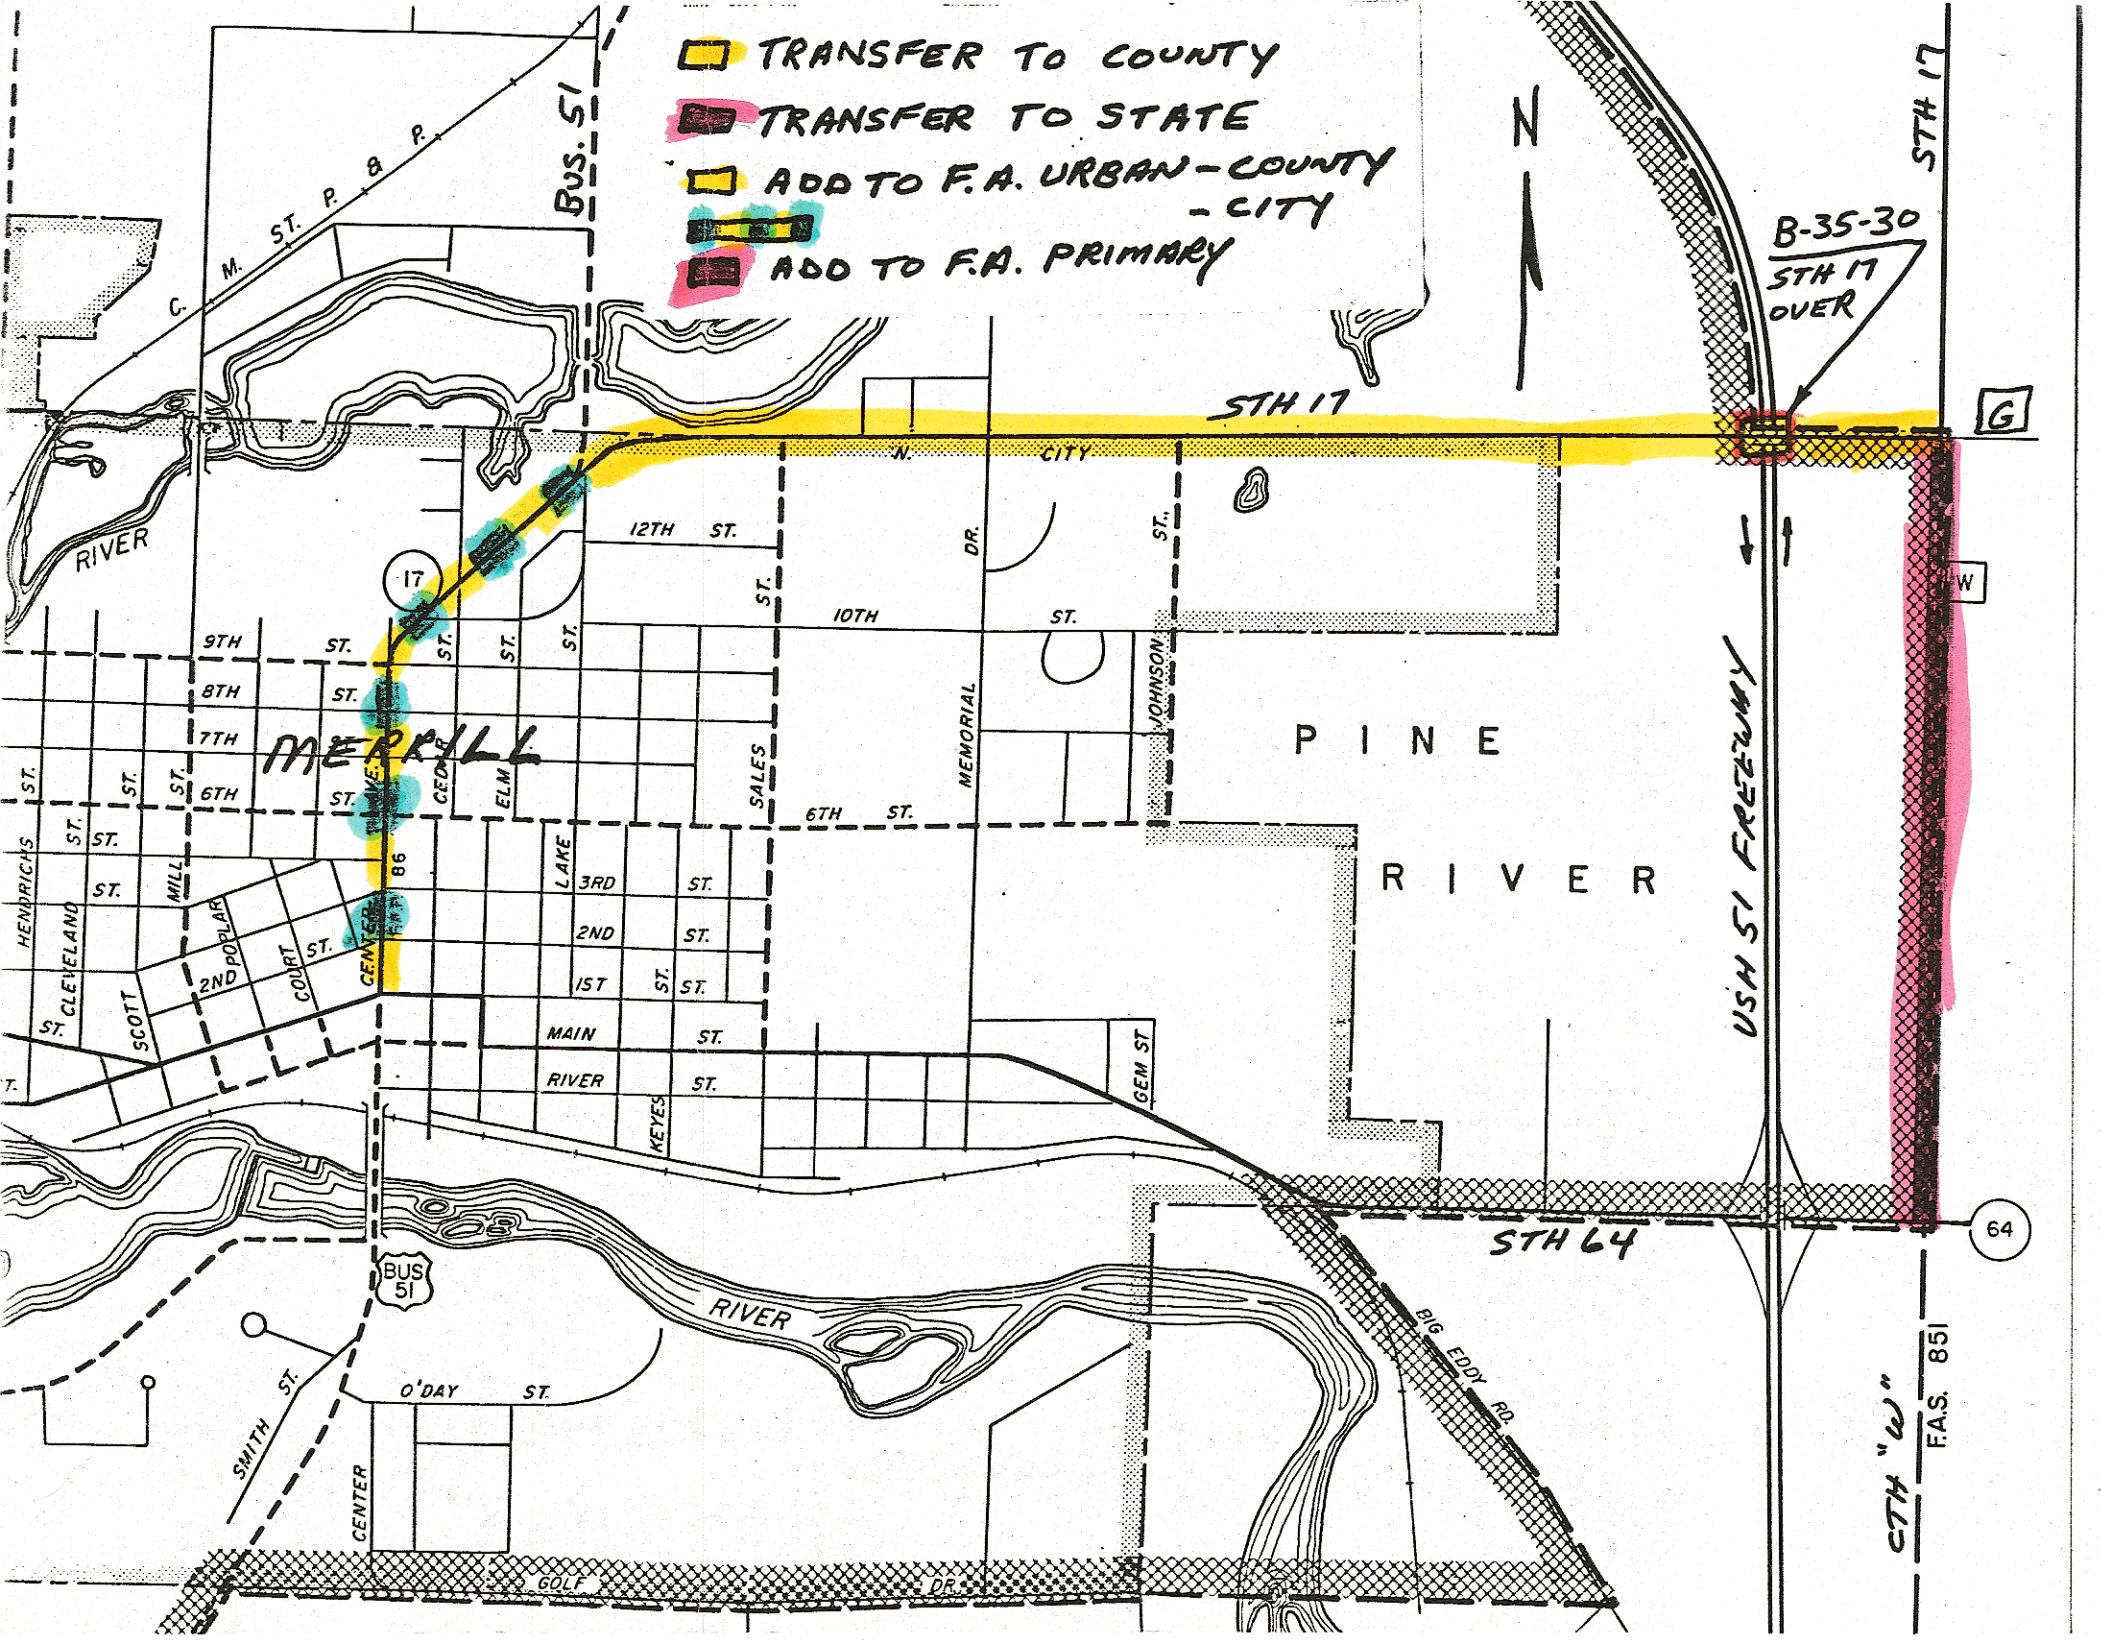 TRANSFER TO COUNTY
TRANSFER TO STATE
ADD TO F.A. URBAN - COUNTY
- CITY
ADD TO F.A. PRIMARY
BUS. 51
N
STH 17
B-35-30
STH 17
OVER
C. M. ST. P. & P.
STH 17
G
N. CITY
RIVER
17
12TH ST.
DR.
ST.
W
10TH ST.
9TH ST.
ST.
ST.
ST.
ST.
8TH ST.
7TH
MERRILL
6TH ST.
AVE.
CEDAR
ELM
SALES
MEMORIAL
JOHNSON
6TH ST.
PINE
RIVER
USH 51 FREEWAY
ST.
ST.
ST.
ST.
ST.
ST.
HENDRICHS
CLEVELAND
SCOTT
MILL
POPLAR
COURT
2ND ST.
CENTER
86
LAKE
3RD ST.
2ND ST.
1ST ST.
ST.
ST.
MAIN ST.
RIVER ST.
KEYES
GEM ST
STH 64
64
BUS
51
RIVER
BIG EDDY RD.
SMITH ST.
O'DAY ST.
CENTER
GOLF DR.
CTH "W"
F.A.S. 851